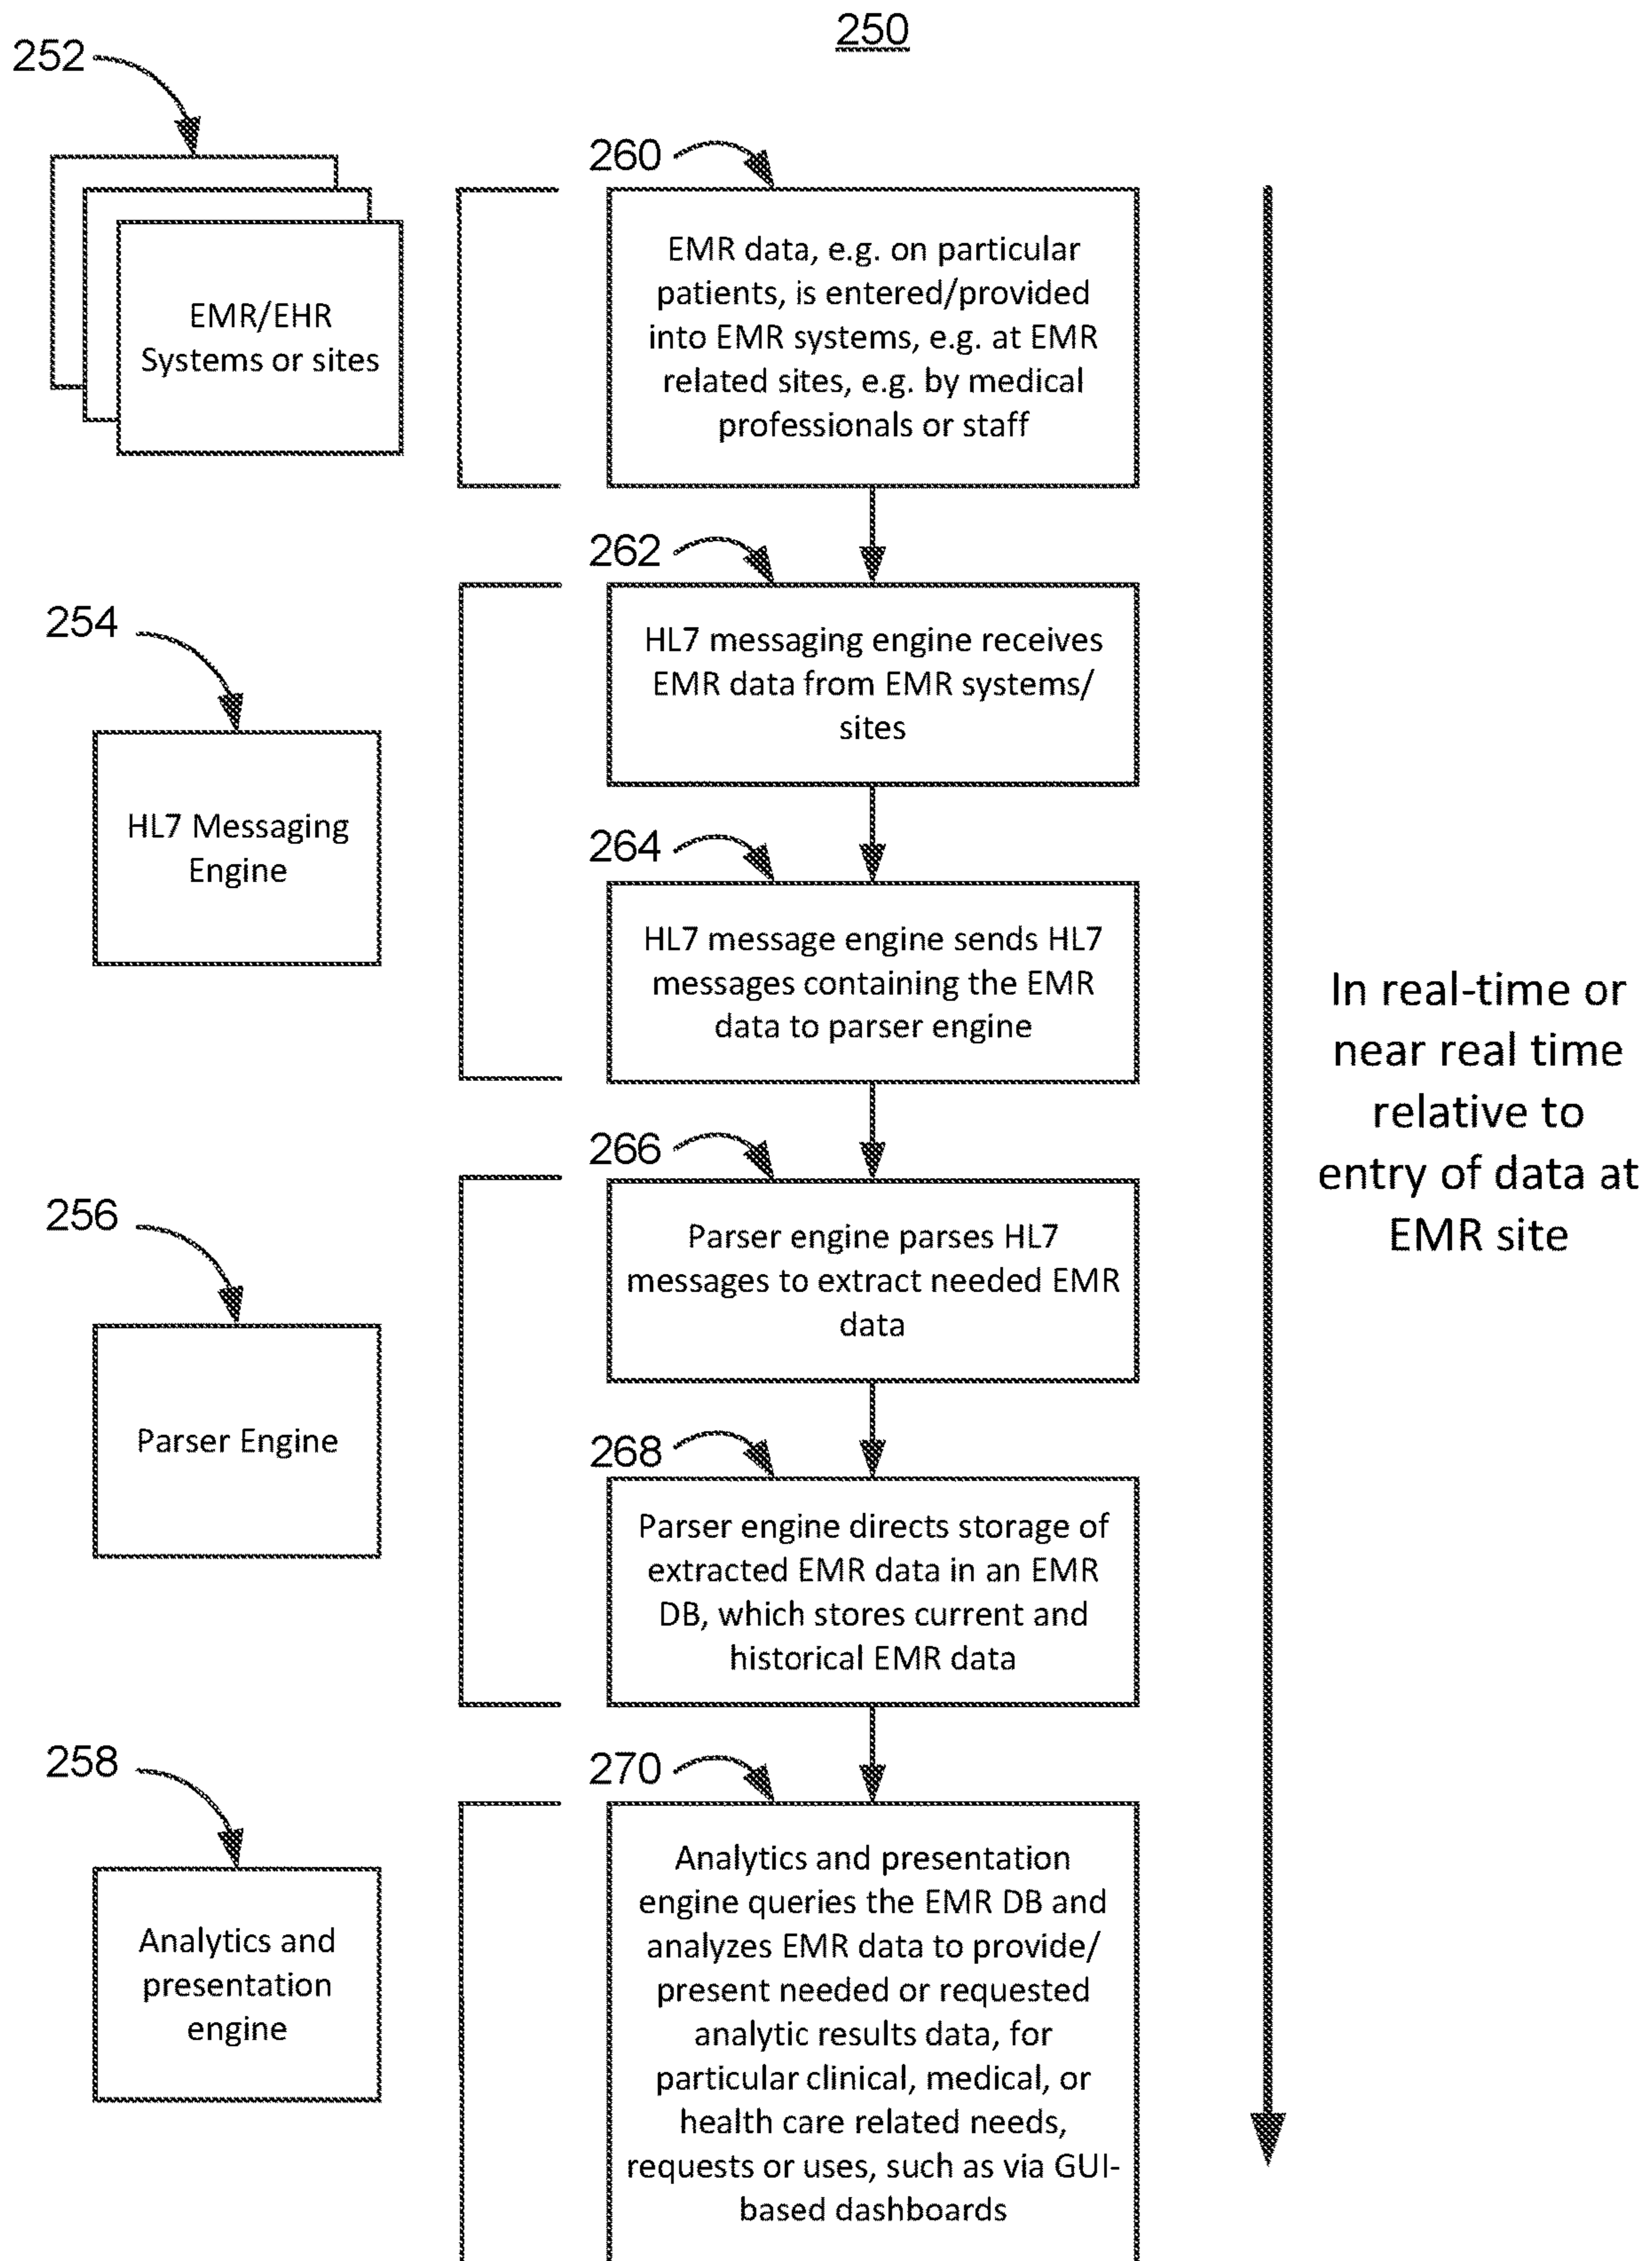 250
252
EMR/EHR
Systems or sites
260
EMR data, e.g. on particular
patients, is entered/provided
into EMR systems, e.g. at EMR
related sites, e.g. by medical
professionals or staff
254
HL7 Messaging
Engine
262
HL7 messaging engine receives
EMR data from EMR systems/
sites
264
HL7 message engine sends HL7
messages containing the EMR
data to parser engine
256
Parser Engine
266
Parser engine parses HL7
messages to extract needed EMR
data
268
Parser engine directs storage of
extracted EMR data in an EMR
DB, which stores current and
historical EMR data
258
Analytics and
presentation
engine
270
Analytics and presentation
engine queries the EMR DB and
analyzes EMR data to provide/
present needed or requested
analytic results data, for
particular clinical, medical, or
health care related needs,
requests or uses, such as via GUI-
based dashboards
In real-time or
near real time
relative to
entry of data at
EMR site